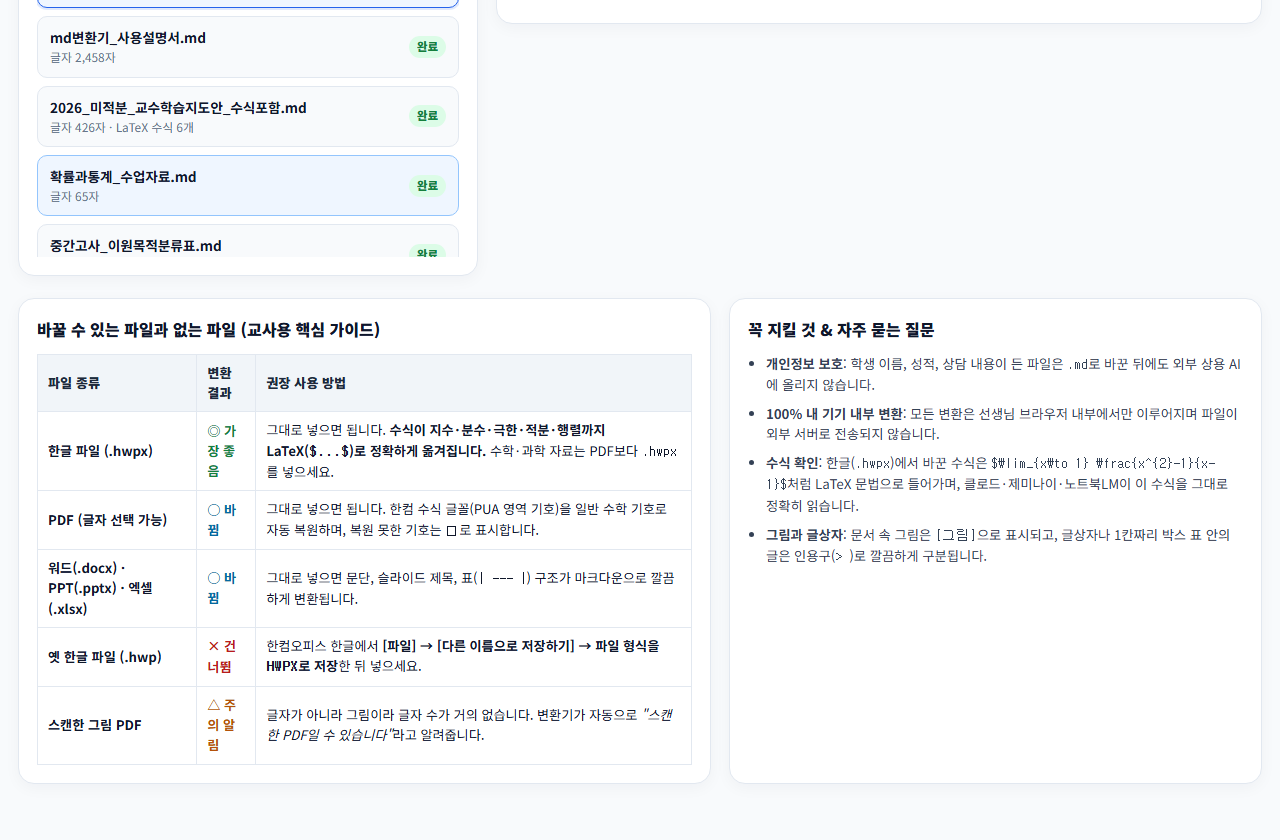 md변환기_사용설명서.md
글자 2,458자
완료
2026_미적분_교수학습지도안_수식포함.md
글자 426자 · LaTeX 수식 6개
완료
확률과통계_수업자료.md
글자 65자
완료
중간고사_이원목적분류표.md
완료
바꿀 수 있는 파일과 없는 파일 (교사용 핵심 가이드)
파일 종류
변환
결과
권장 사용 방법
한글 파일 (.hwpx)
◎ 가
장 좋
음
그대로 넣으면 됩니다. 수식이 지수·분수·극한·적분·행렬까지
LaTeX($...$)로 정확하게 옮겨집니다. 수학·과학 자료는 PDF보다 .hwpx
를 넣으세요.
PDF (글자 선택 가능)
○ 바
뀜
그대로 넣으면 됩니다. 한컴 수식 글꼴(PUA 영역 기호)을 일반 수학 기호로
자동 복원하며, 복원 못한 기호는 □로 표시합니다.
워드(.docx) ·
PPT(.pptx) · 엑셀
(.xlsx)
○ 바
뀜
그대로 넣으면 문단, 슬라이드 제목, 표(| --- |) 구조가 마크다운으로 깔끔
하게 변환됩니다.
옛 한글 파일 (.hwp)
× 건
너뜀
한컴오피스 한글에서 [파일] → [다른 이름으로 저장하기] → 파일 형식을
HWPX로 저장한 뒤 넣으세요.
스캔한 그림 PDF
△ 주
의 알
림
글자가 아니라 그림이라 글자 수가 거의 없습니다. 변환기가 자동으로 "스캔
한 PDF일 수 있습니다"라고 알려줍니다.
꼭 지킬 것 & 자주 묻는 질문
• 개인정보 보호: 학생 이름, 성적, 상담 내용이 든 파일은 .md로 바꾼 뒤에도 외부 상용 AI
에 올리지 않습니다.
• 100% 내 기기 내부 변환: 모든 변환은 선생님 브라우저 내부에서만 이루어지며 파일이
외부 서버로 전송되지 않습니다.
• 수식 확인: 한글(.hwpx)에서 바꾼 수식은 $₩lim_{x₩to 1} ₩frac{x^{2}-1}{x-
1}$처럼 LaTeX 문법으로 들어가며, 클로드·제미나이·노트북LM이 이 수식을 그대로
정확히 읽습니다.
• 그림과 글상자: 문서 속 그림은 [그림]으로 표시되고, 글상자나 1칸짜리 박스 표 안의
글은 인용구(> )로 깔끔하게 구분됩니다.